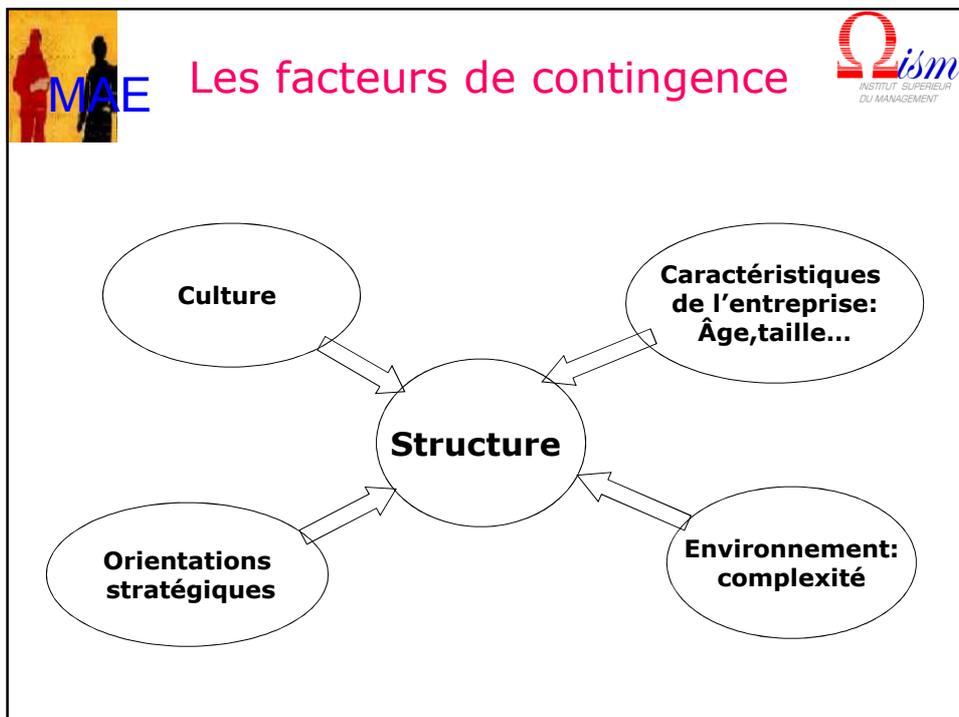 MAE
Les facteurs de contingence
ism
INSTITUT SUPERIEUR
DU MANAGEMENT
Culture
Caractéristiques
de l’entreprise:
Âge,taille…
Structure
Orientations
stratégiques
Environnement:
complexité